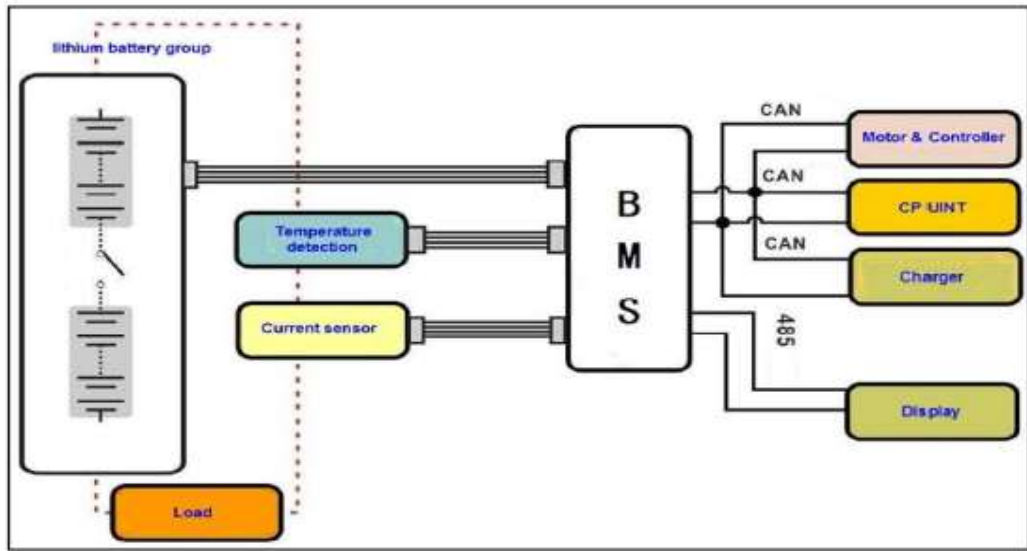 lithium battery group
CAN
Motor & Controller
CAN
CP UINT
CAN
Charger
Temperature
detection
Current sensor
B
M
S
485
Display
Load